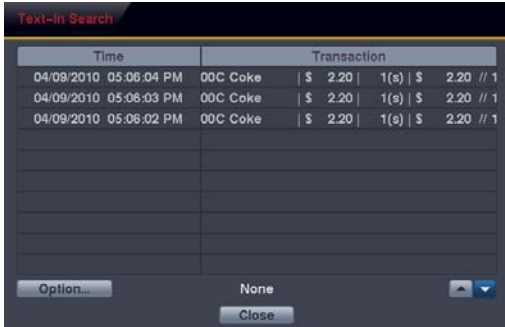 Text-In Search
Time Transaction
04/09/2010 05:06:04 PM 00C Coke | $ 2.20 | 1(s) | $ 2.20 // 1
04/09/2010 05:06:03 PM 00C Coke | $ 2.20 | 1(s) | $ 2.20 // 1
04/09/2010 05:06:02 PM 00C Coke | $ 2.20 | 1(s) | $ 2.20 // 1
Option... None
Close